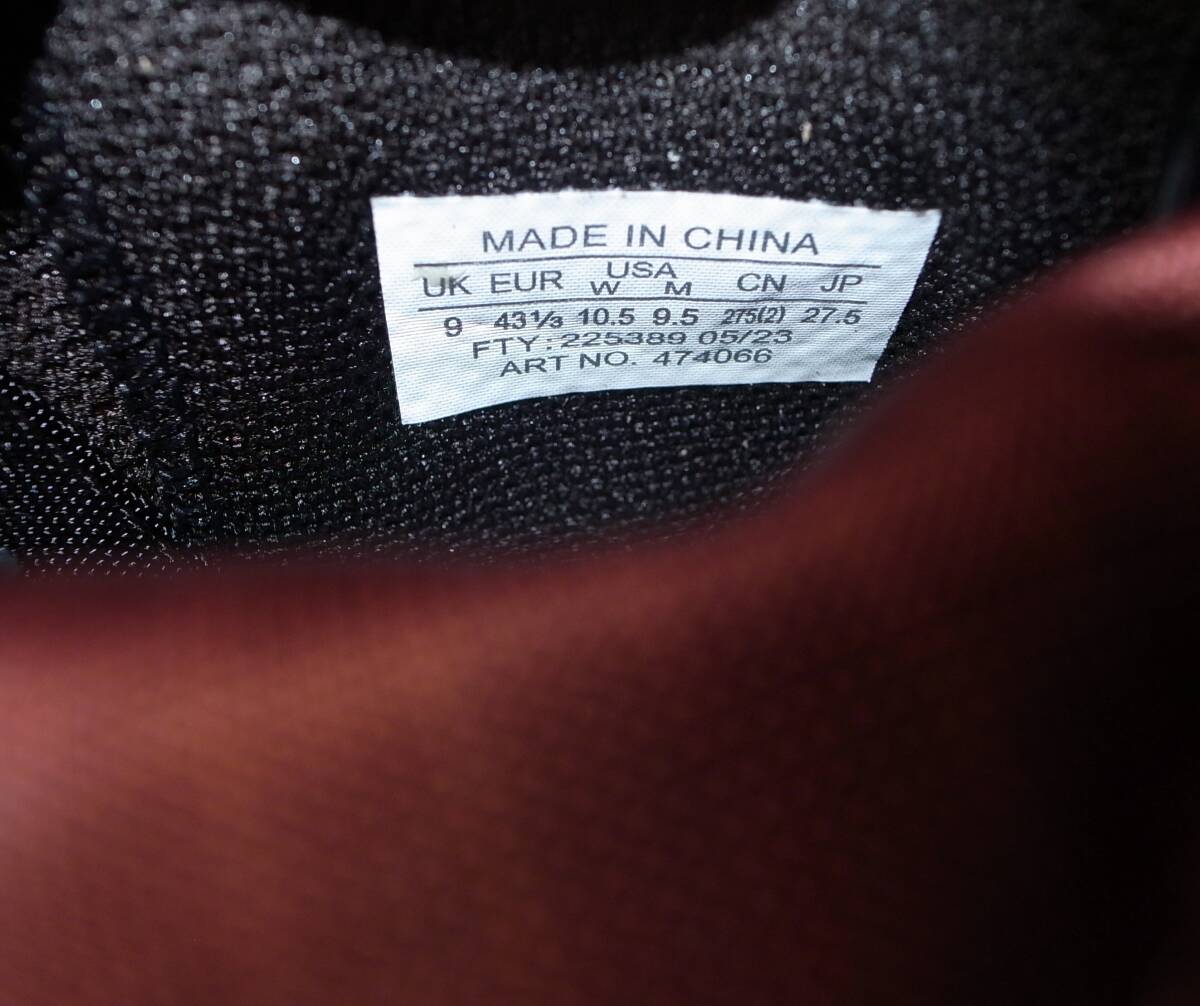 MADE IN CHINA
UK EUR USA CN JP
W M
9 43⅓ 10.5 9.5 275(2) 27.5
FTY: 225389 05/23
ART NO. 474066